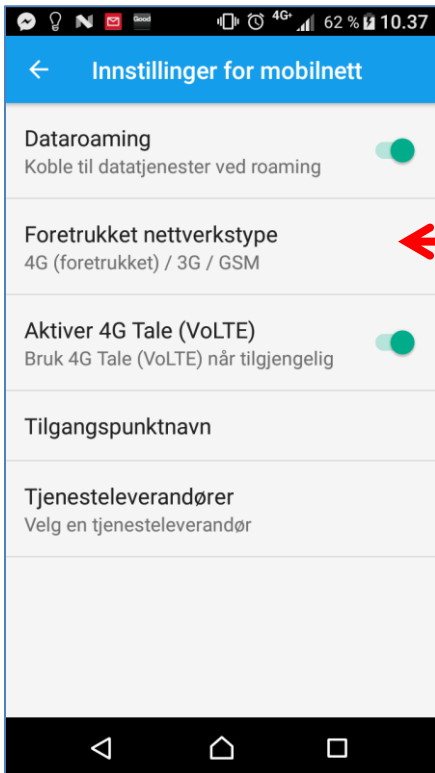 Good 4G+ 62 % 10.37
Innstillinger for mobilnett
Dataroaming
Koble til datatjenester ved roaming
Foretrukket nettverkstype
4G (foretrukket) / 3G / GSM
Aktiver 4G Tale (VoLTE)
Bruk 4G Tale (VoLTE) når tilgjengelig
Tilgangspunktnavn
Tjenesteleverandører
Velg en tjenesteleverandør